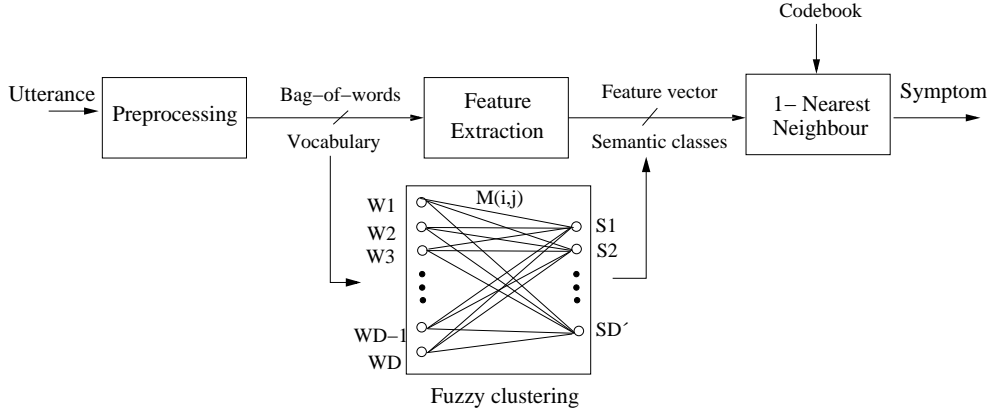 Codebook
Utterance
Preprocessing
Bag-of-words
Vocabulary
Feature
Extraction
Feature vector
Semantic classes
1- Nearest
Neighbour
Symptom
M(i,j)
W1
W2
W3
WD-1
WD
S1
S2
SD´
Fuzzy clustering